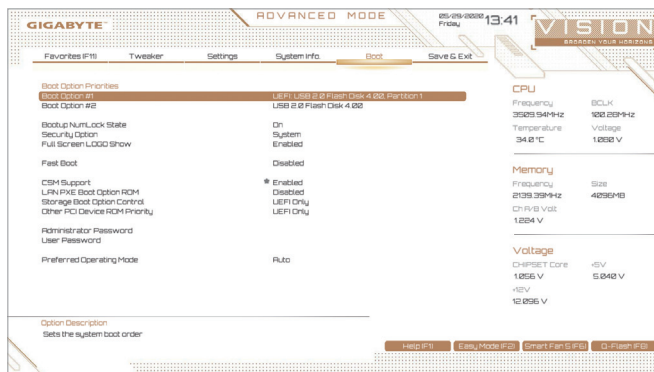 GIGABYTE™
ADVANCED MODE
05/29/2020 Friday 13:41
VISION
BROADEN YOUR HORIZONS
Favorites (F11) Tweaker Settings System Info. Boot Save & Exit
Boot Option Priorities
Boot Option #1 UEFI: USB 2.0 Flash Disk 4.00, Partition 1
Boot Option #2 USB 2.0 Flash Disk 4.00
Bootup NumLock State On
Security Option System
Full Screen LOGO Show Enabled
Fast Boot Disabled
CSM Support Enabled
LAN PXE Boot Option ROM Disabled
Storage Boot Option Control UEFI Only
Other PCI Device ROM Priority UEFI Only
Administrator Password
User Password
Preferred Operating Mode Auto
CPU
Frequency BCLK
3509.94MHz 100.28MHz
Temperature Voltage
34.0 °C 1.080 V
Memory
Frequency Size
2139.39MHz 4096MB
Ch A/B Volt
1.224 V
Voltage
CHIPSET Core +5V
1.056 V 5.040 V
+12V
12.096 V
Option Description
Sets the system boot order
Help (F1) Easy Mode (F2) Smart Fan 5 (F6) Q-Flash (F8)